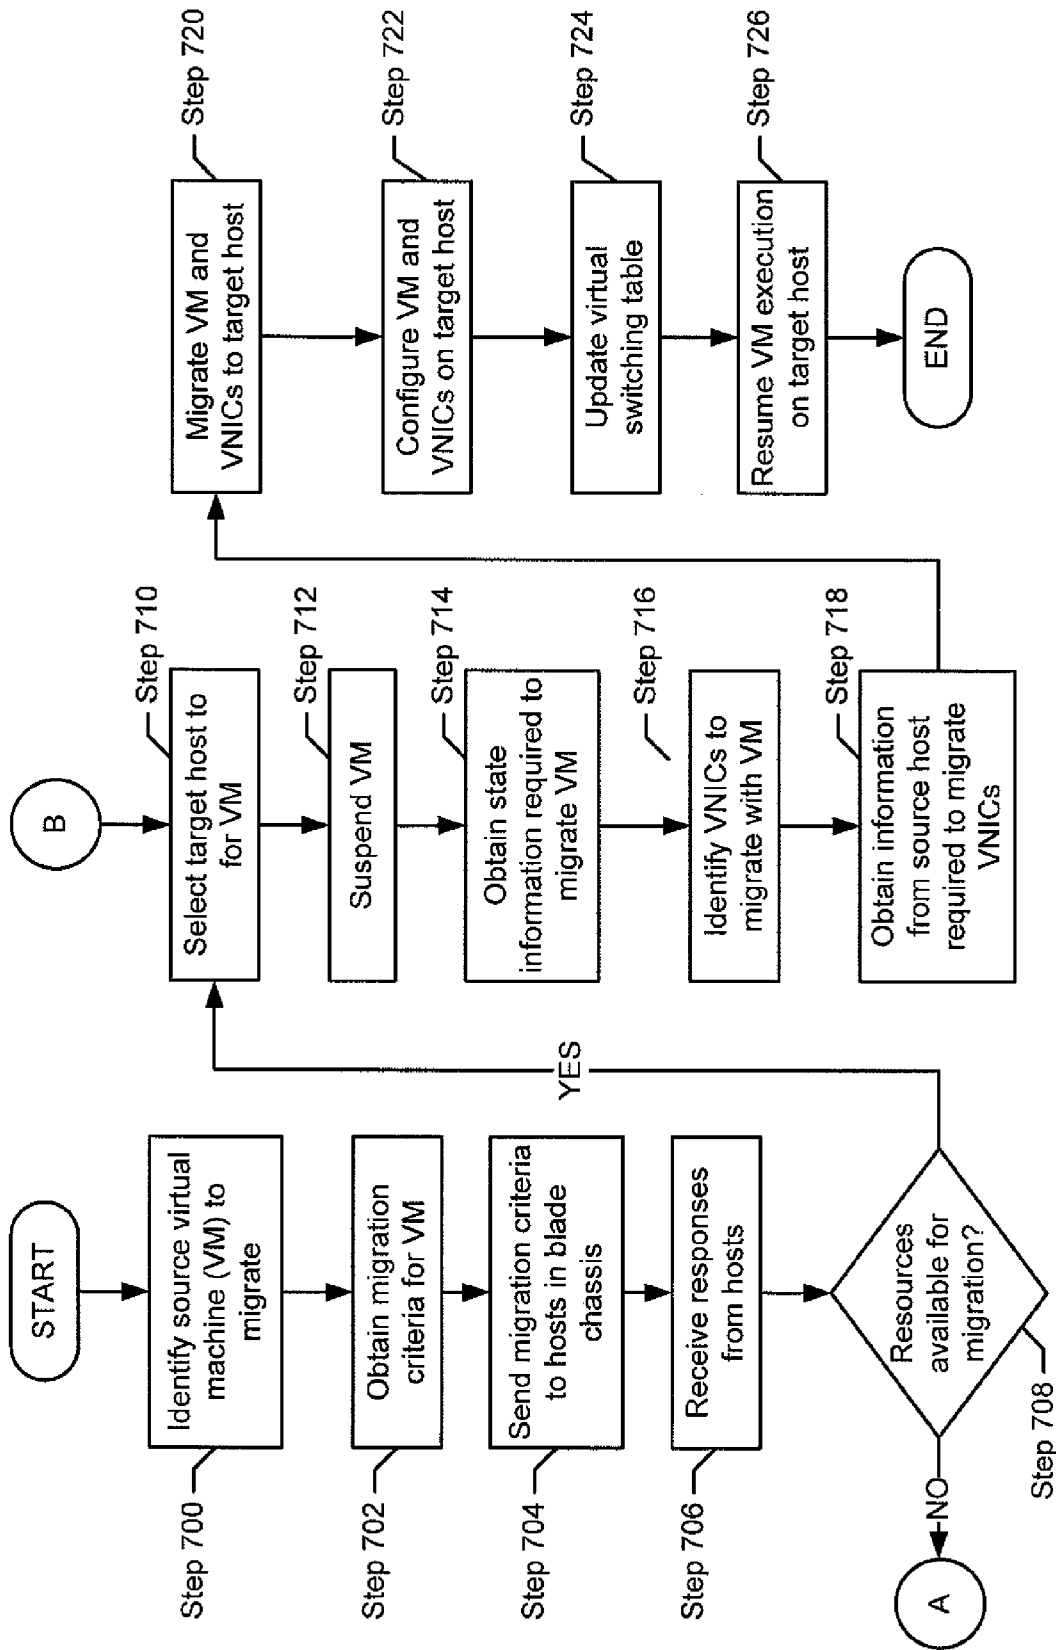 START
Step 700
Identify source virtual
machine (VM) to
migrate
Step 702
Obtain migration
criteria for VM
Step 704
Send migration criteria
to hosts in blade
chassis
Step 706
Receive responses
from hosts
Step 708
Resources
available for
migration?
NO
A
YES
B
Step 710
Select target host to
for VM
Step 712
Suspend VM
Step 714
Obtain state
information required to
migrate VM
Step 716
Identify VNICs to
migrate with VM
Step 718
Obtain information
from source host
required to migrate
VNICs
Step 720
Migrate VM and
VNICs to target host
Step 722
Configure VM and
VNICs on target host
Step 724
Update virtual
switching table
Step 726
Resume VM execution
on target host
END